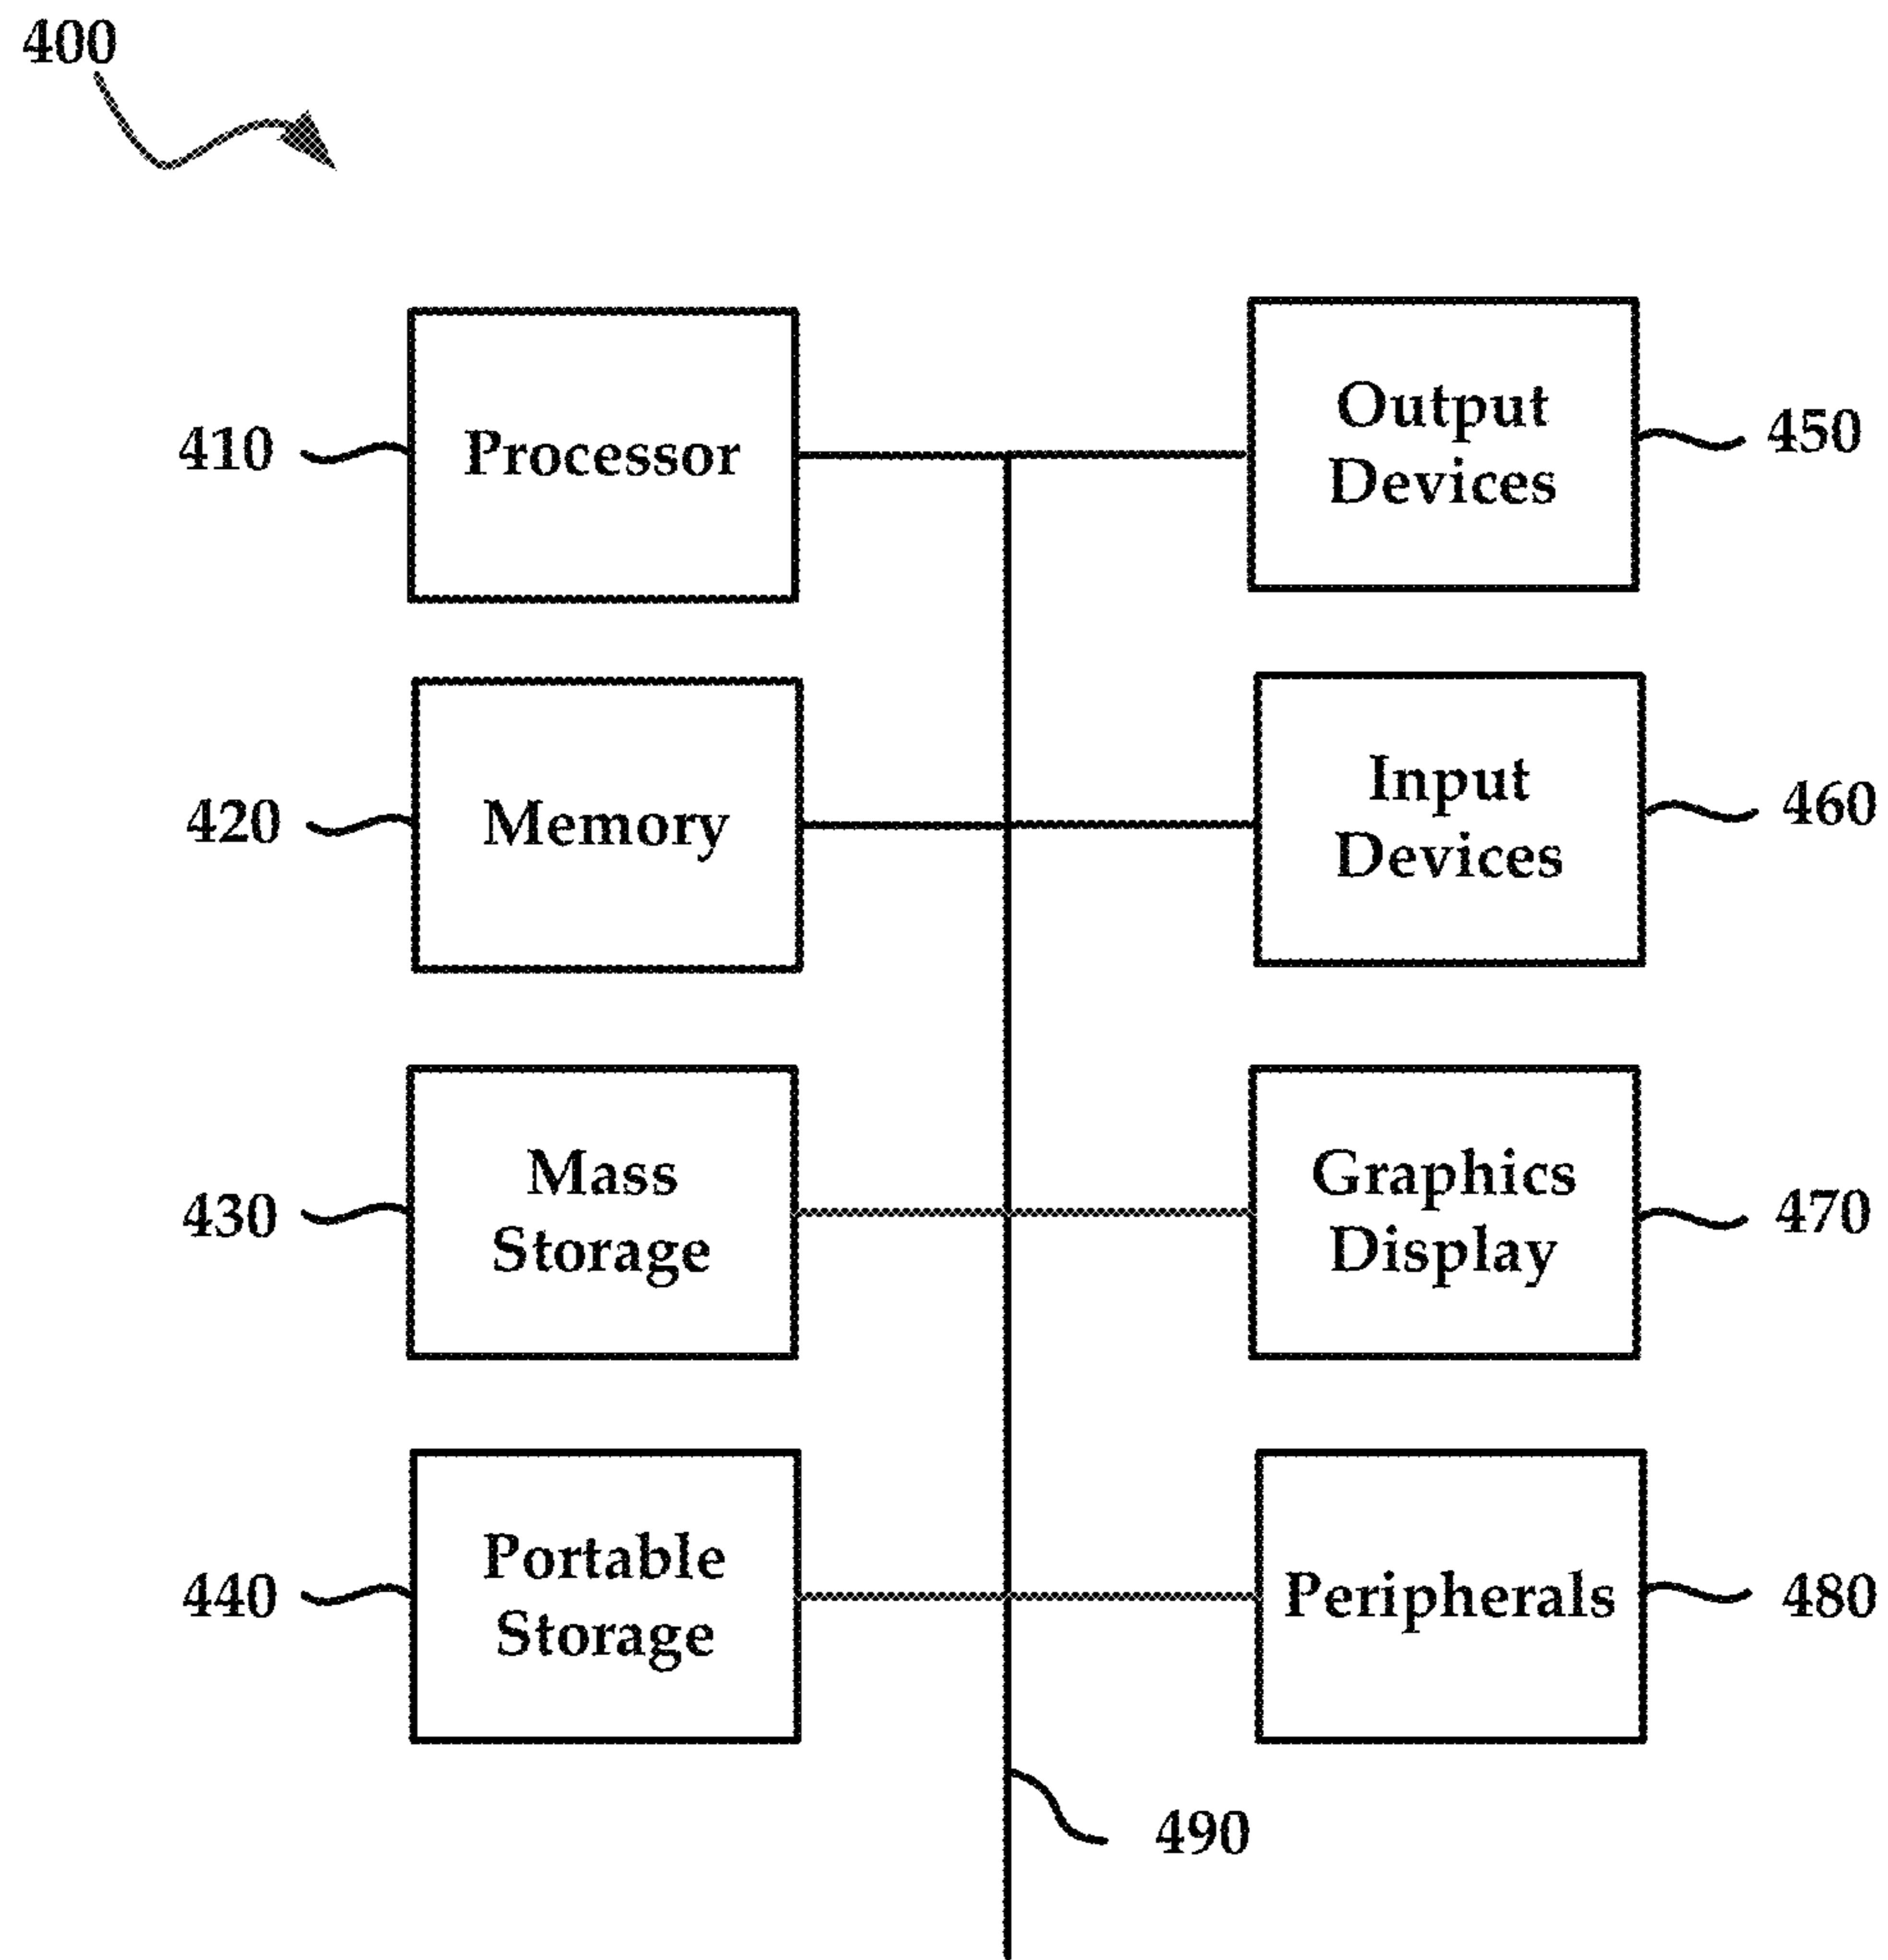 400
410
Processor
Output
Devices
450
420
Memory
Input
Devices
460
430
Mass
Storage
Graphics
Display
470
440
Portable
Storage
Peripherals
480
490